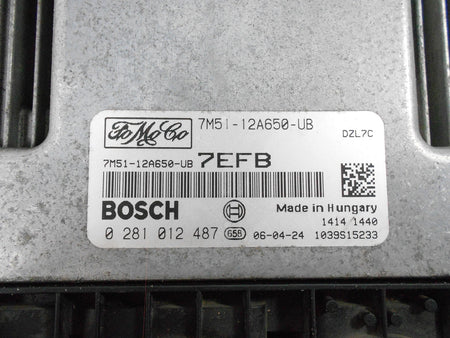 FoMoCo 7M51-12A650-UB
DZL7C
7M51-12A650-UB 7EFB
BOSCH Made in Hungary
1414 1440
0 281 012 487 65B 06-04-24 1039S15233